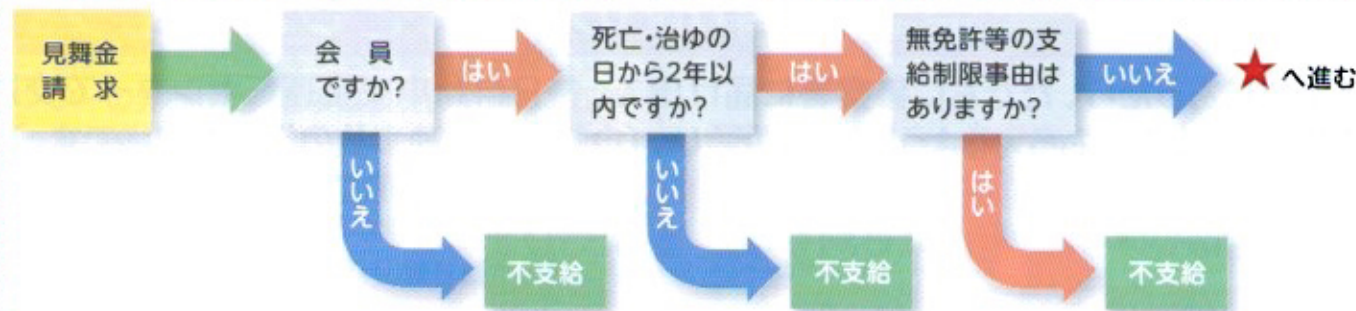 見舞金
請　求
会　員
ですか?
はい
死亡・治ゆの
日から2年以
内ですか?
はい
無免許等の支
給制限事由は
ありますか?
いいえ
★へ進む
いいえ
不支給
いいえ
不支給
はい
不支給